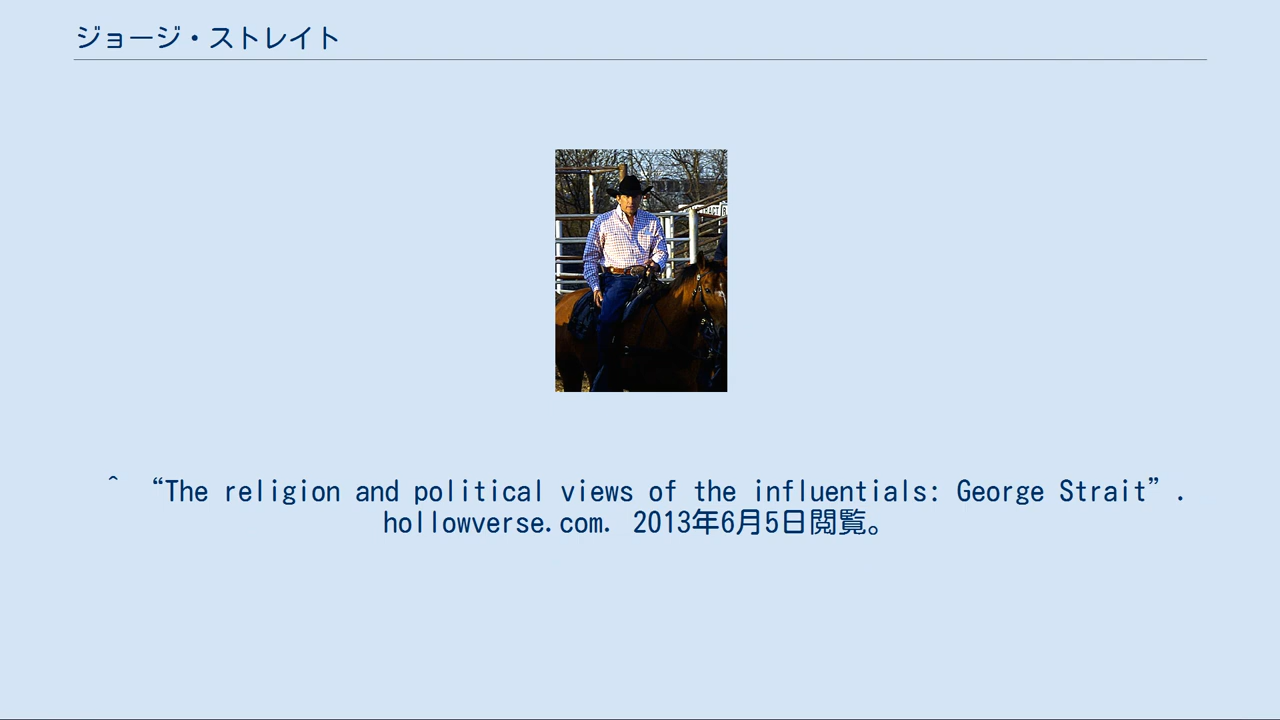 ジョージ・ストレイト
^ “The religion and political views of the influentials: George Strait”.
hollowverse.com. 2013年6月5日閲覧。